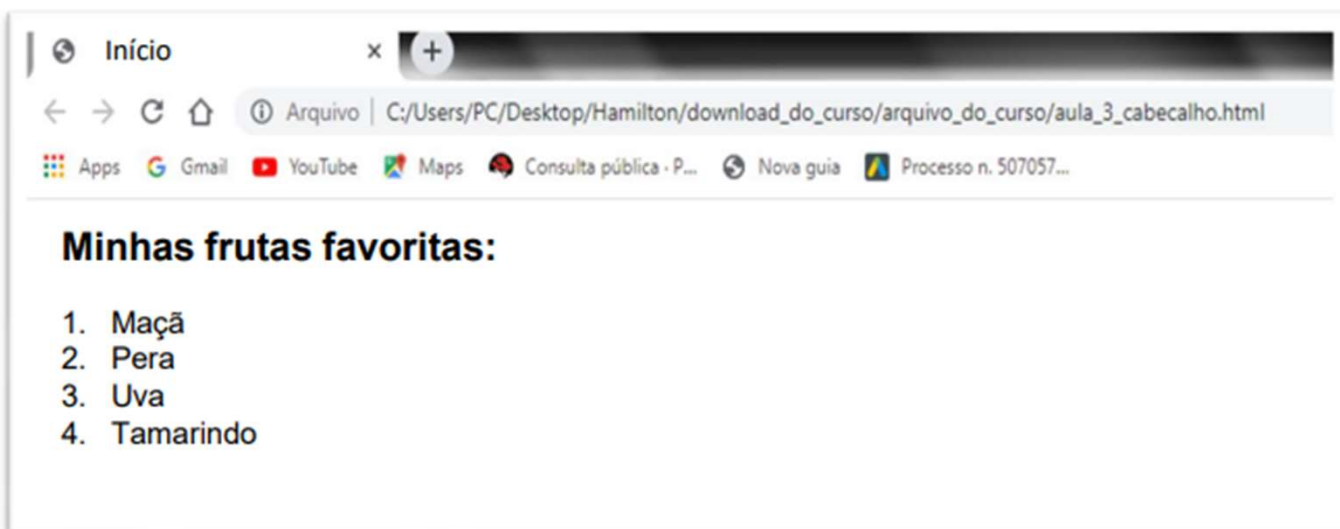 Início × +
Arquivo | C:/Users/PC/Desktop/Hamilton/download_do_curso/arquivo_do_curso/aula_3_cabecalho.html
Apps G Gmail YouTube Maps Consulta pública - P... Nova guia Processo n. 507057...
Minhas frutas favoritas:
1. Maçã
2. Pera
3. Uva
4. Tamarindo